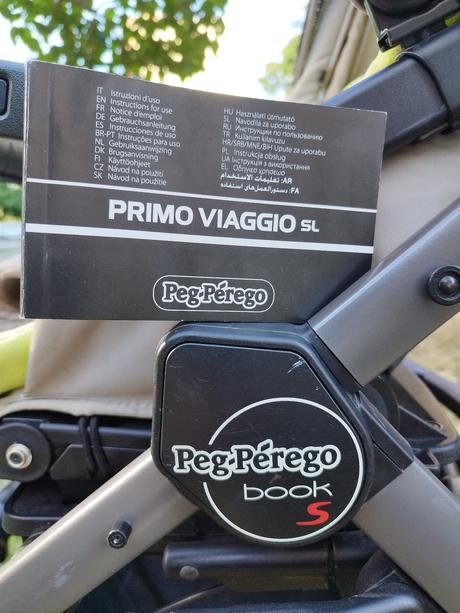 IT Istruzioni d'uso
EN Instructions for use
FR Notice d'emploi
DE Gebrauchsanleitung
ES Instrucciones de uso
BR-PT Instruções para uso
NL Gebruiksaanwijzing
DK Brugsanvisning
FI Käyttöohjeet
CZ Návod na použití
SK Návod na použitie
HU Használati útmutató
SL Navodila za uporabo
RU Инструкции по пользованию
TR Kullanim kilavuzu
HR/SRB/MNE/BiH Upute za uporabu
PL Instrukcja obsług
UA Інструкція з використання
EL Οδηγίες χρήσεως
AR: تعليمات الاستخدام
FA: دستورالعمل‌های استفاده
PRIMO VIAGGIO SL
Peg-Pérego
Peg-Pérego
book
S